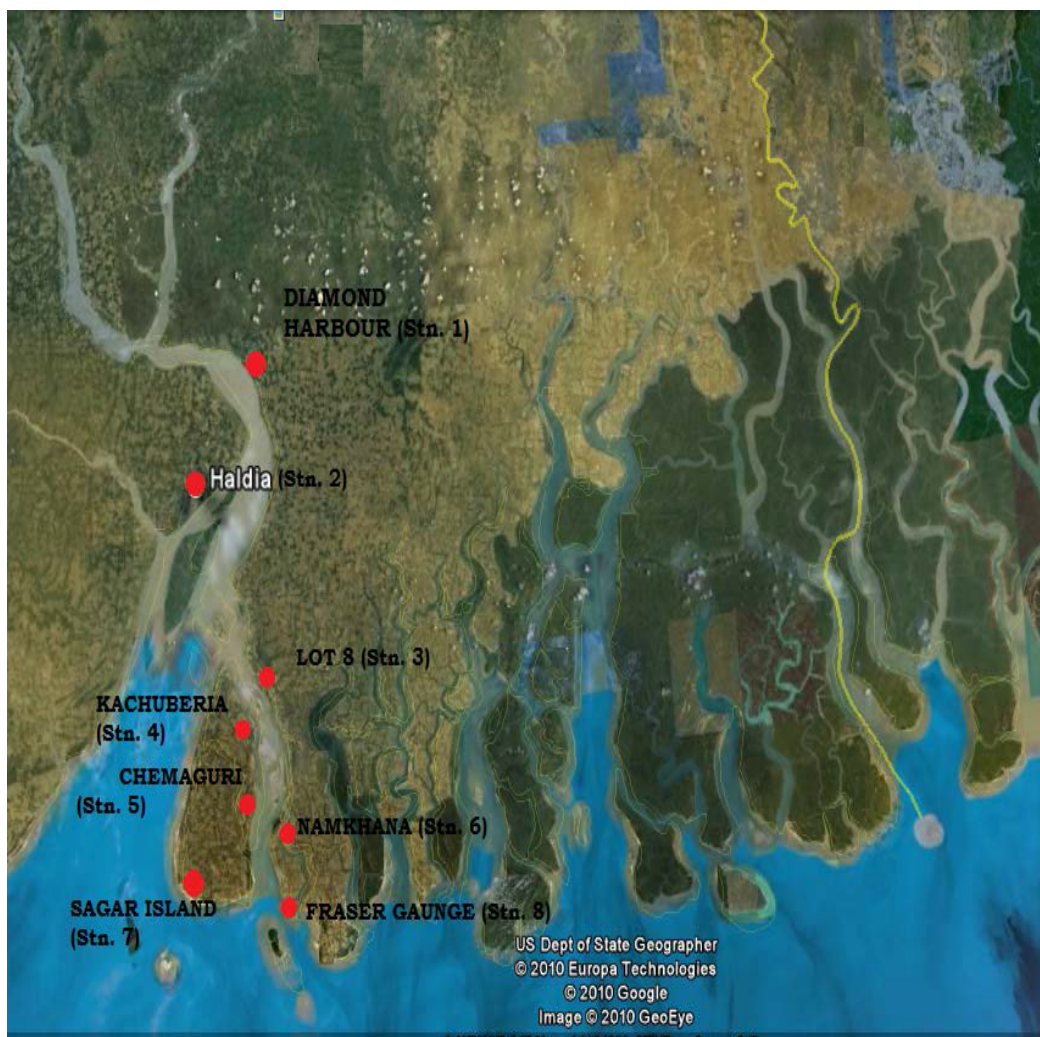 DIAMOND
HARBOUR (Stn. 1)
Haldia (Stn. 2)
LOT 8 (Stn. 3)
KACHUBERIA
(Stn. 4)
CHEMAGURI
(Stn. 5)
NAMKHANA (Stn. 6)
SAGAR ISLAND
(Stn. 7)
FRASER GAUNGE (Stn. 8)
US Dept of State Geographer
© 2010 Europa Technologies
© 2010 Google
Image © 2010 GeoEye